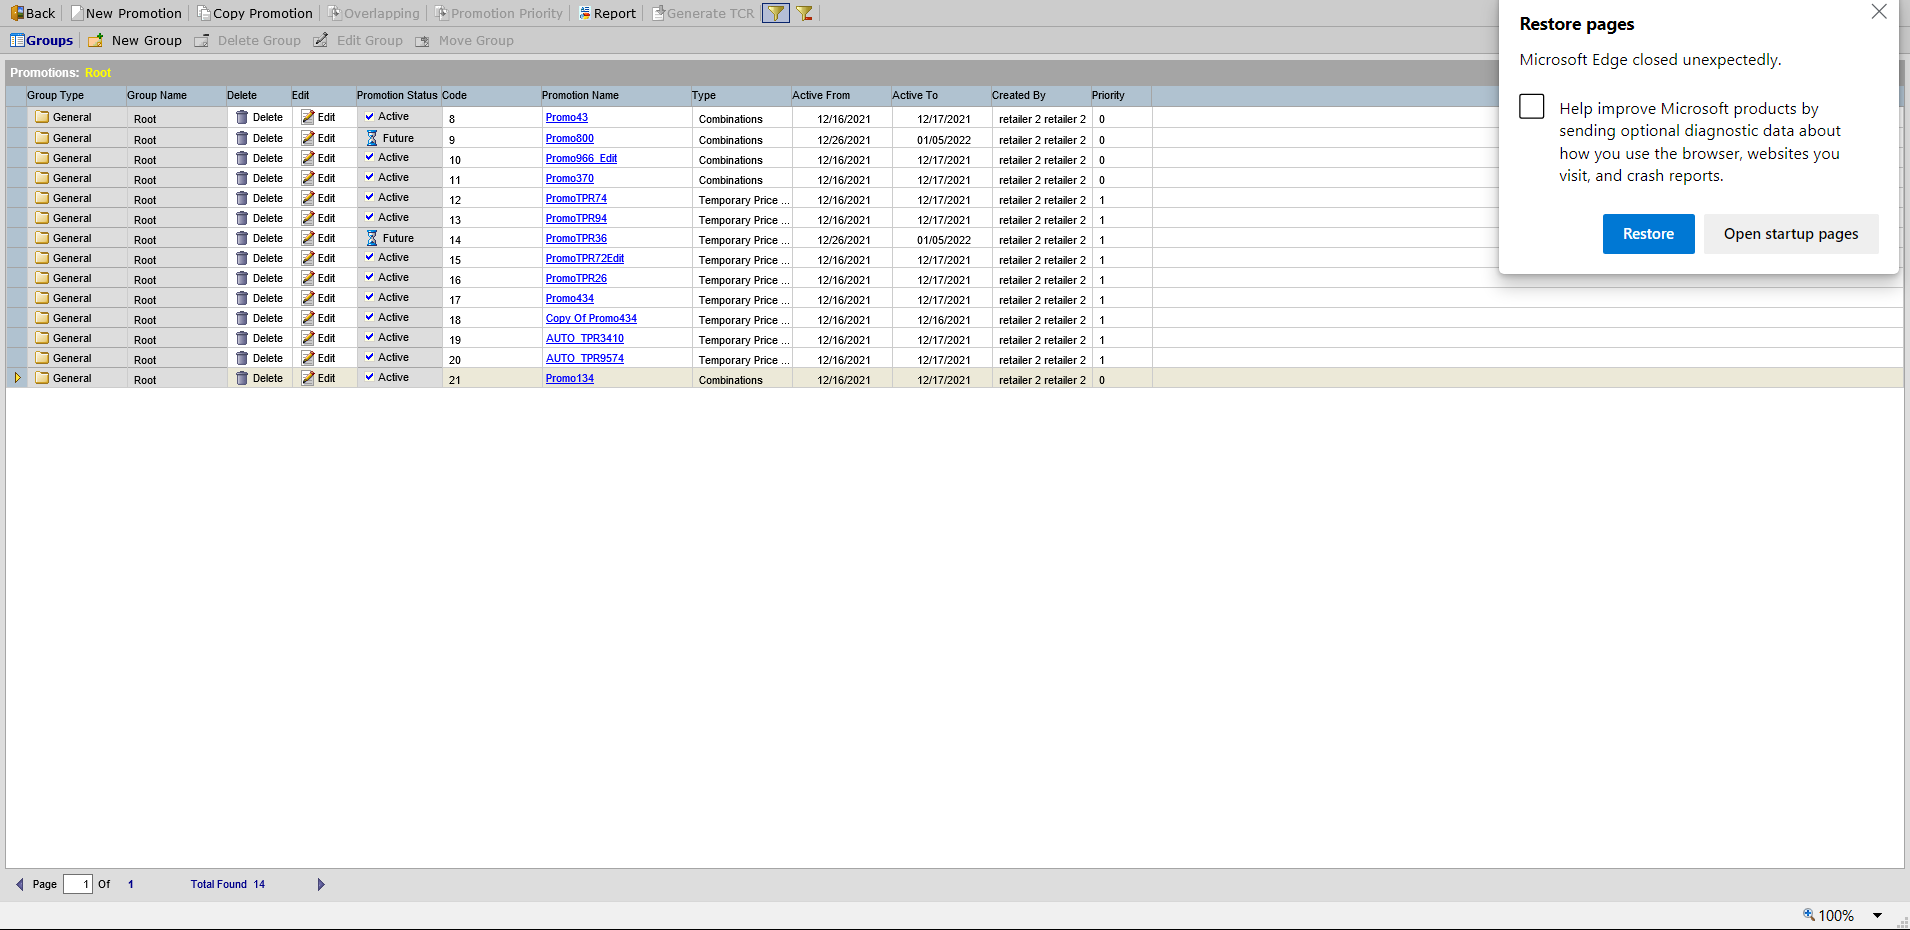 Back New Promotion Copy Promotion Overlapping Promotion Priority Report Generate TCR
Groups New Group Delete Group Edit Group Move Group
Promotions: Root
Group Type Group Name Delete Edit Promotion Status Code Promotion Name Type Active From Active To Created By Priority
General Root Delete Edit Active 8 Promo43 Combinations 12/16/2021 12/17/2021 retailer 2 retailer 2 0
General Root Delete Edit Future 9 Promo800 Combinations 12/26/2021 01/05/2022 retailer 2 retailer 2 0
General Root Delete Edit Active 10 Promo966_Edit Combinations 12/16/2021 12/17/2021 retailer 2 retailer 2 0
General Root Delete Edit Active 11 Promo370 Combinations 12/16/2021 12/17/2021 retailer 2 retailer 2 0
General Root Delete Edit Active 12 PromoTPR74 Temporary Price ... 12/16/2021 12/17/2021 retailer 2 retailer 2 1
General Root Delete Edit Active 13 PromoTPR94 Temporary Price ... 12/16/2021 12/17/2021 retailer 2 retailer 2 1
General Root Delete Edit Future 14 PromoTPR36 Temporary Price ... 12/26/2021 01/05/2022 retailer 2 retailer 2 1
General Root Delete Edit Active 15 PromoTPR72Edit Temporary Price ... 12/16/2021 12/17/2021 retailer 2 retailer 2 1
General Root Delete Edit Active 16 PromoTPR26 Temporary Price ... 12/16/2021 12/17/2021 retailer 2 retailer 2 1
General Root Delete Edit Active 17 Promo434 Temporary Price ... 12/16/2021 12/17/2021 retailer 2 retailer 2 1
General Root Delete Edit Active 18 Copy Of Promo434 Temporary Price ... 12/16/2021 12/16/2021 retailer 2 retailer 2 1
General Root Delete Edit Active 19 AUTO_TPR3410 Temporary Price ... 12/16/2021 12/17/2021 retailer 2 retailer 2 1
General Root Delete Edit Active 20 AUTO_TPR9574 Temporary Price ... 12/16/2021 12/17/2021 retailer 2 retailer 2 1
General Root Delete Edit Active 21 Promo134 Combinations 12/16/2021 12/17/2021 retailer 2 retailer 2 0
Restore pages
Microsoft Edge closed unexpectedly.
Help improve Microsoft products by
sending optional diagnostic data about
how you use the browser, websites you
visit, and crash reports.
Restore Open startup pages
Page 1 Of 1 Total Found 14
100%